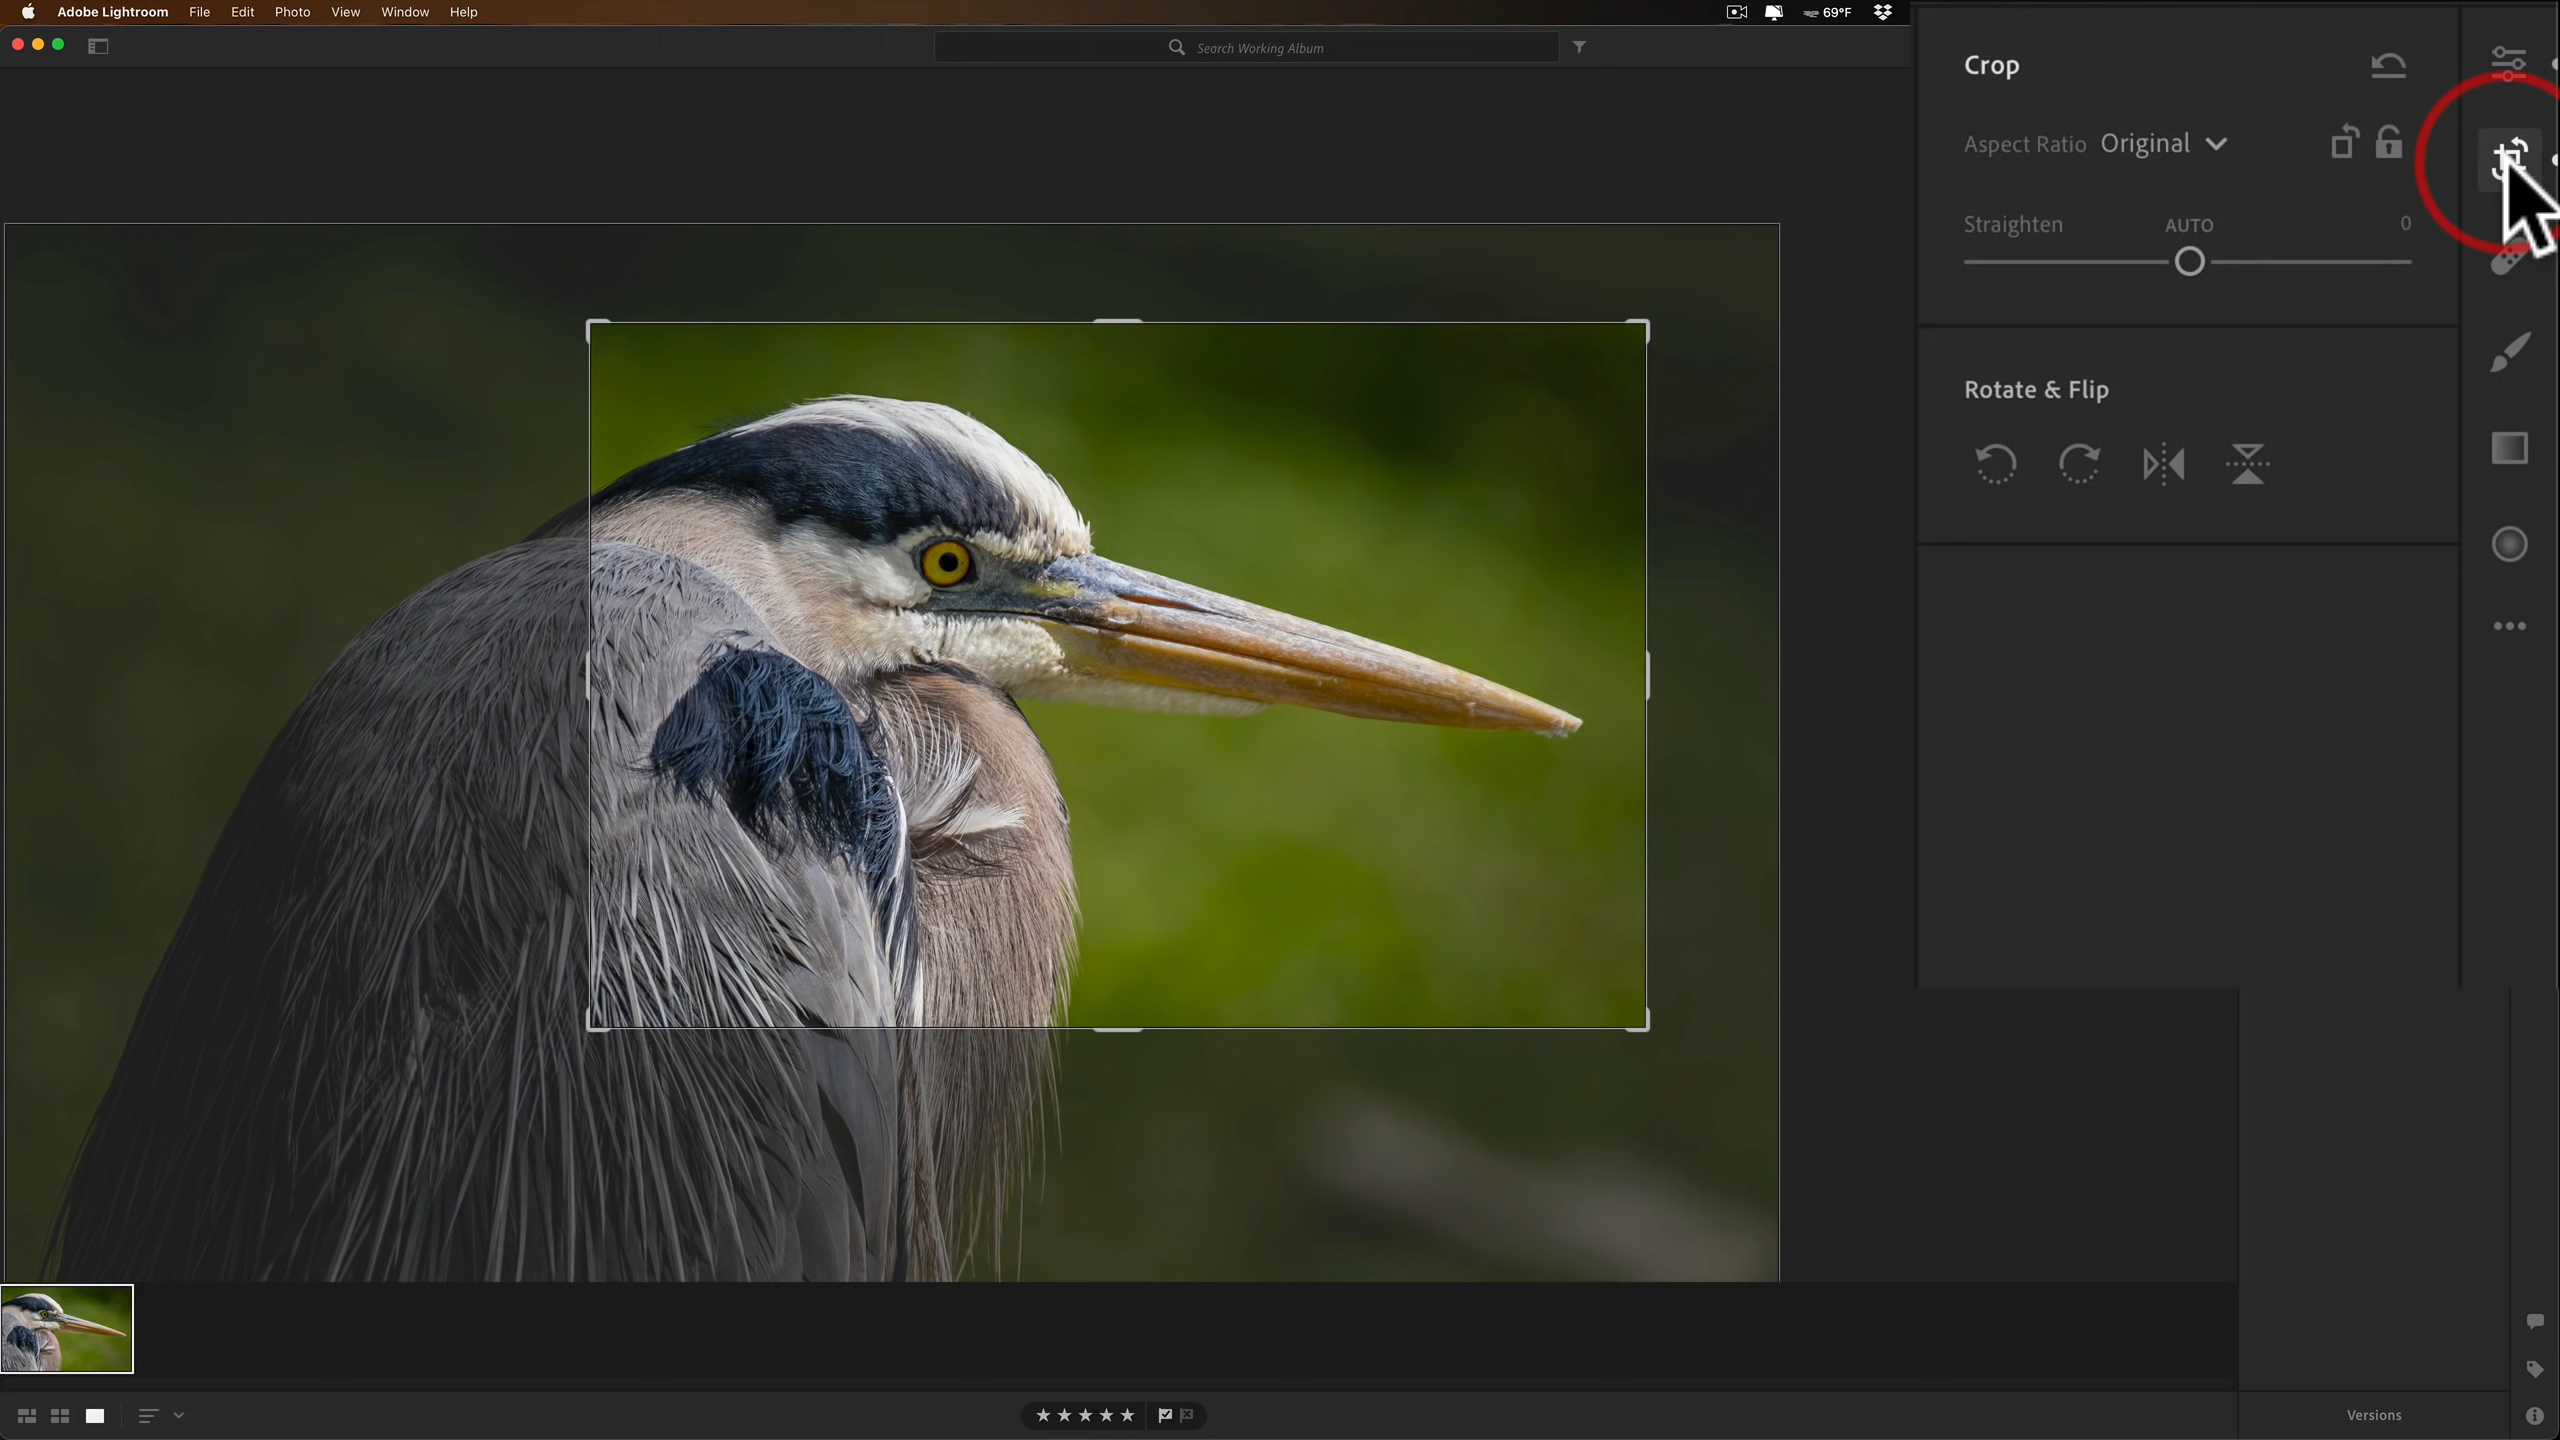 Adobe Lightroom File Edit Photo View Window Help 69°F
Search Working Album
Crop
Aspect Ratio Original
Straighten AUTO 0
Rotate & Flip
Versions